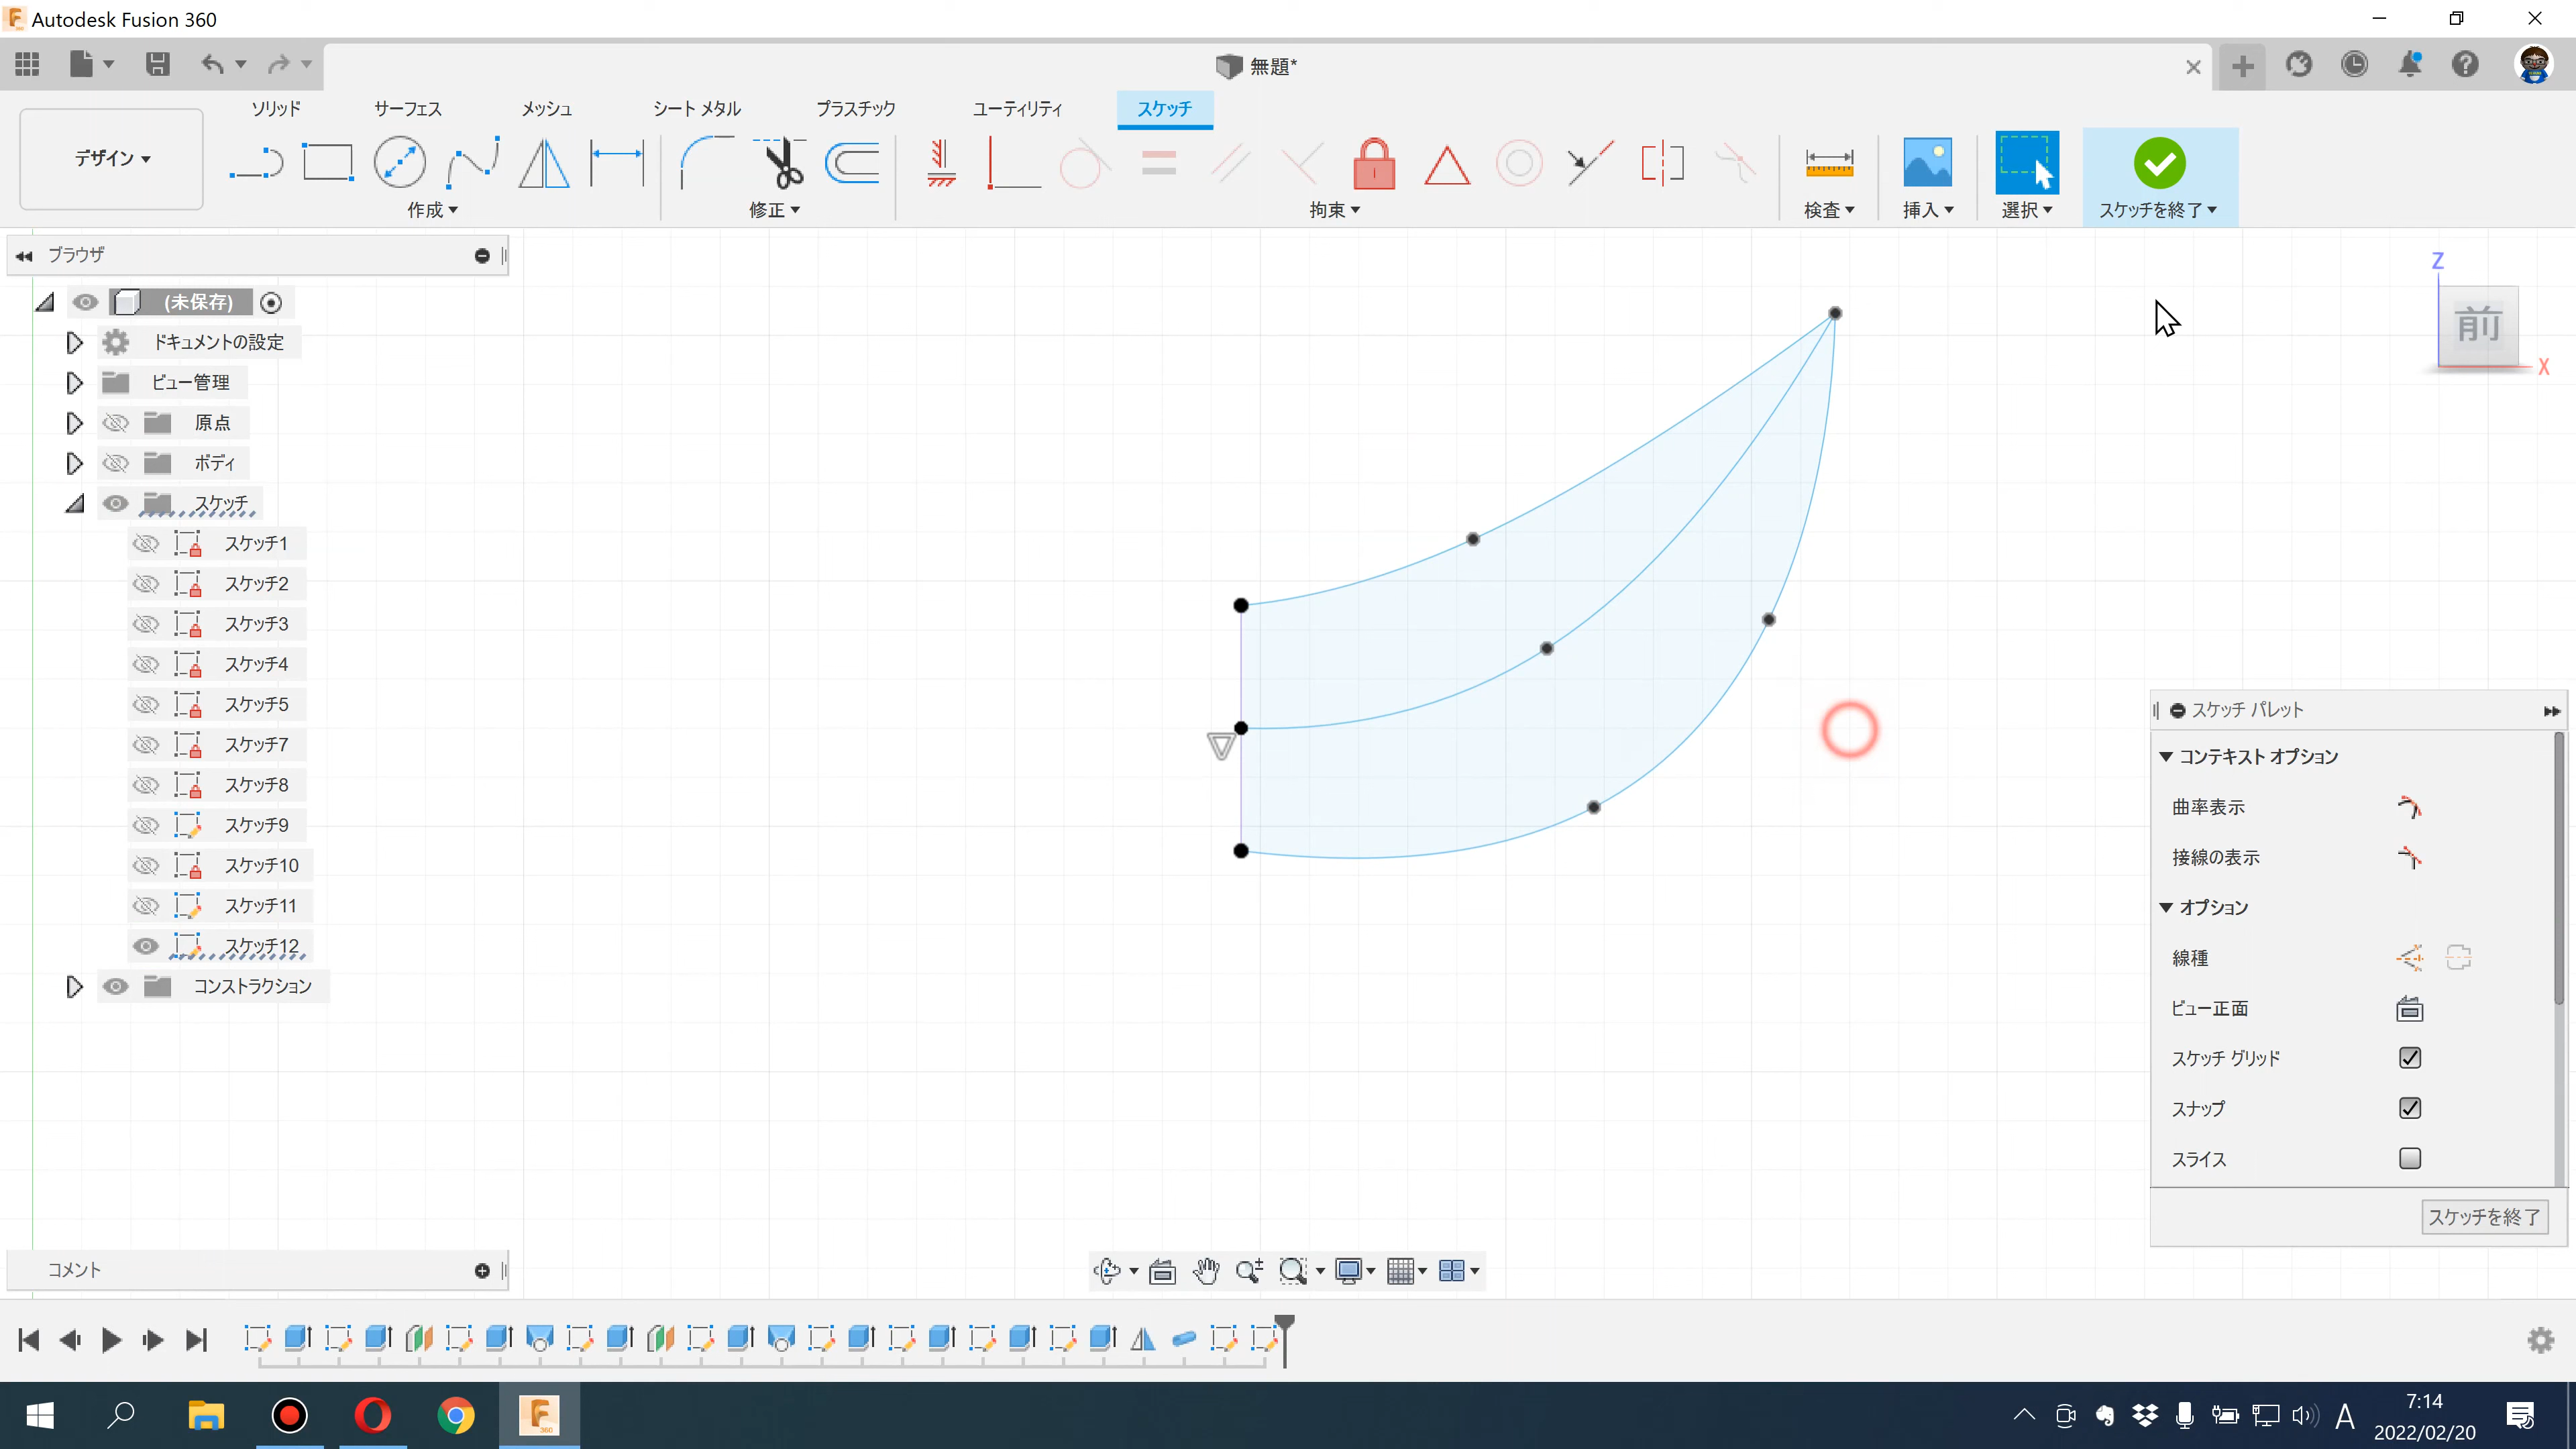 Autodesk Fusion 360
無題*
ソリッド サーフェス メッシュ シート メタル プラスチック ユーティリティ スケッチ
デザイン
作成 修正 拘束 検査 挿入 選択 スケッチを終了
ブラウザ
(未保存)
ドキュメントの設定
ビュー管理
原点
ボディ
スケッチ
スケッチ1
スケッチ2
スケッチ3
スケッチ4
スケッチ5
スケッチ7
スケッチ8
スケッチ9
スケッチ10
スケッチ11
スケッチ12
コンストラクション
Z
前
X
スケッチ パレット
コンテキスト オプション
曲率表示
接線の表示
オプション
線種
ビュー正面
スケッチ グリッド
スナップ
スライス
スケッチを終了
コメント
F
360
A
7:14
2022/02/20